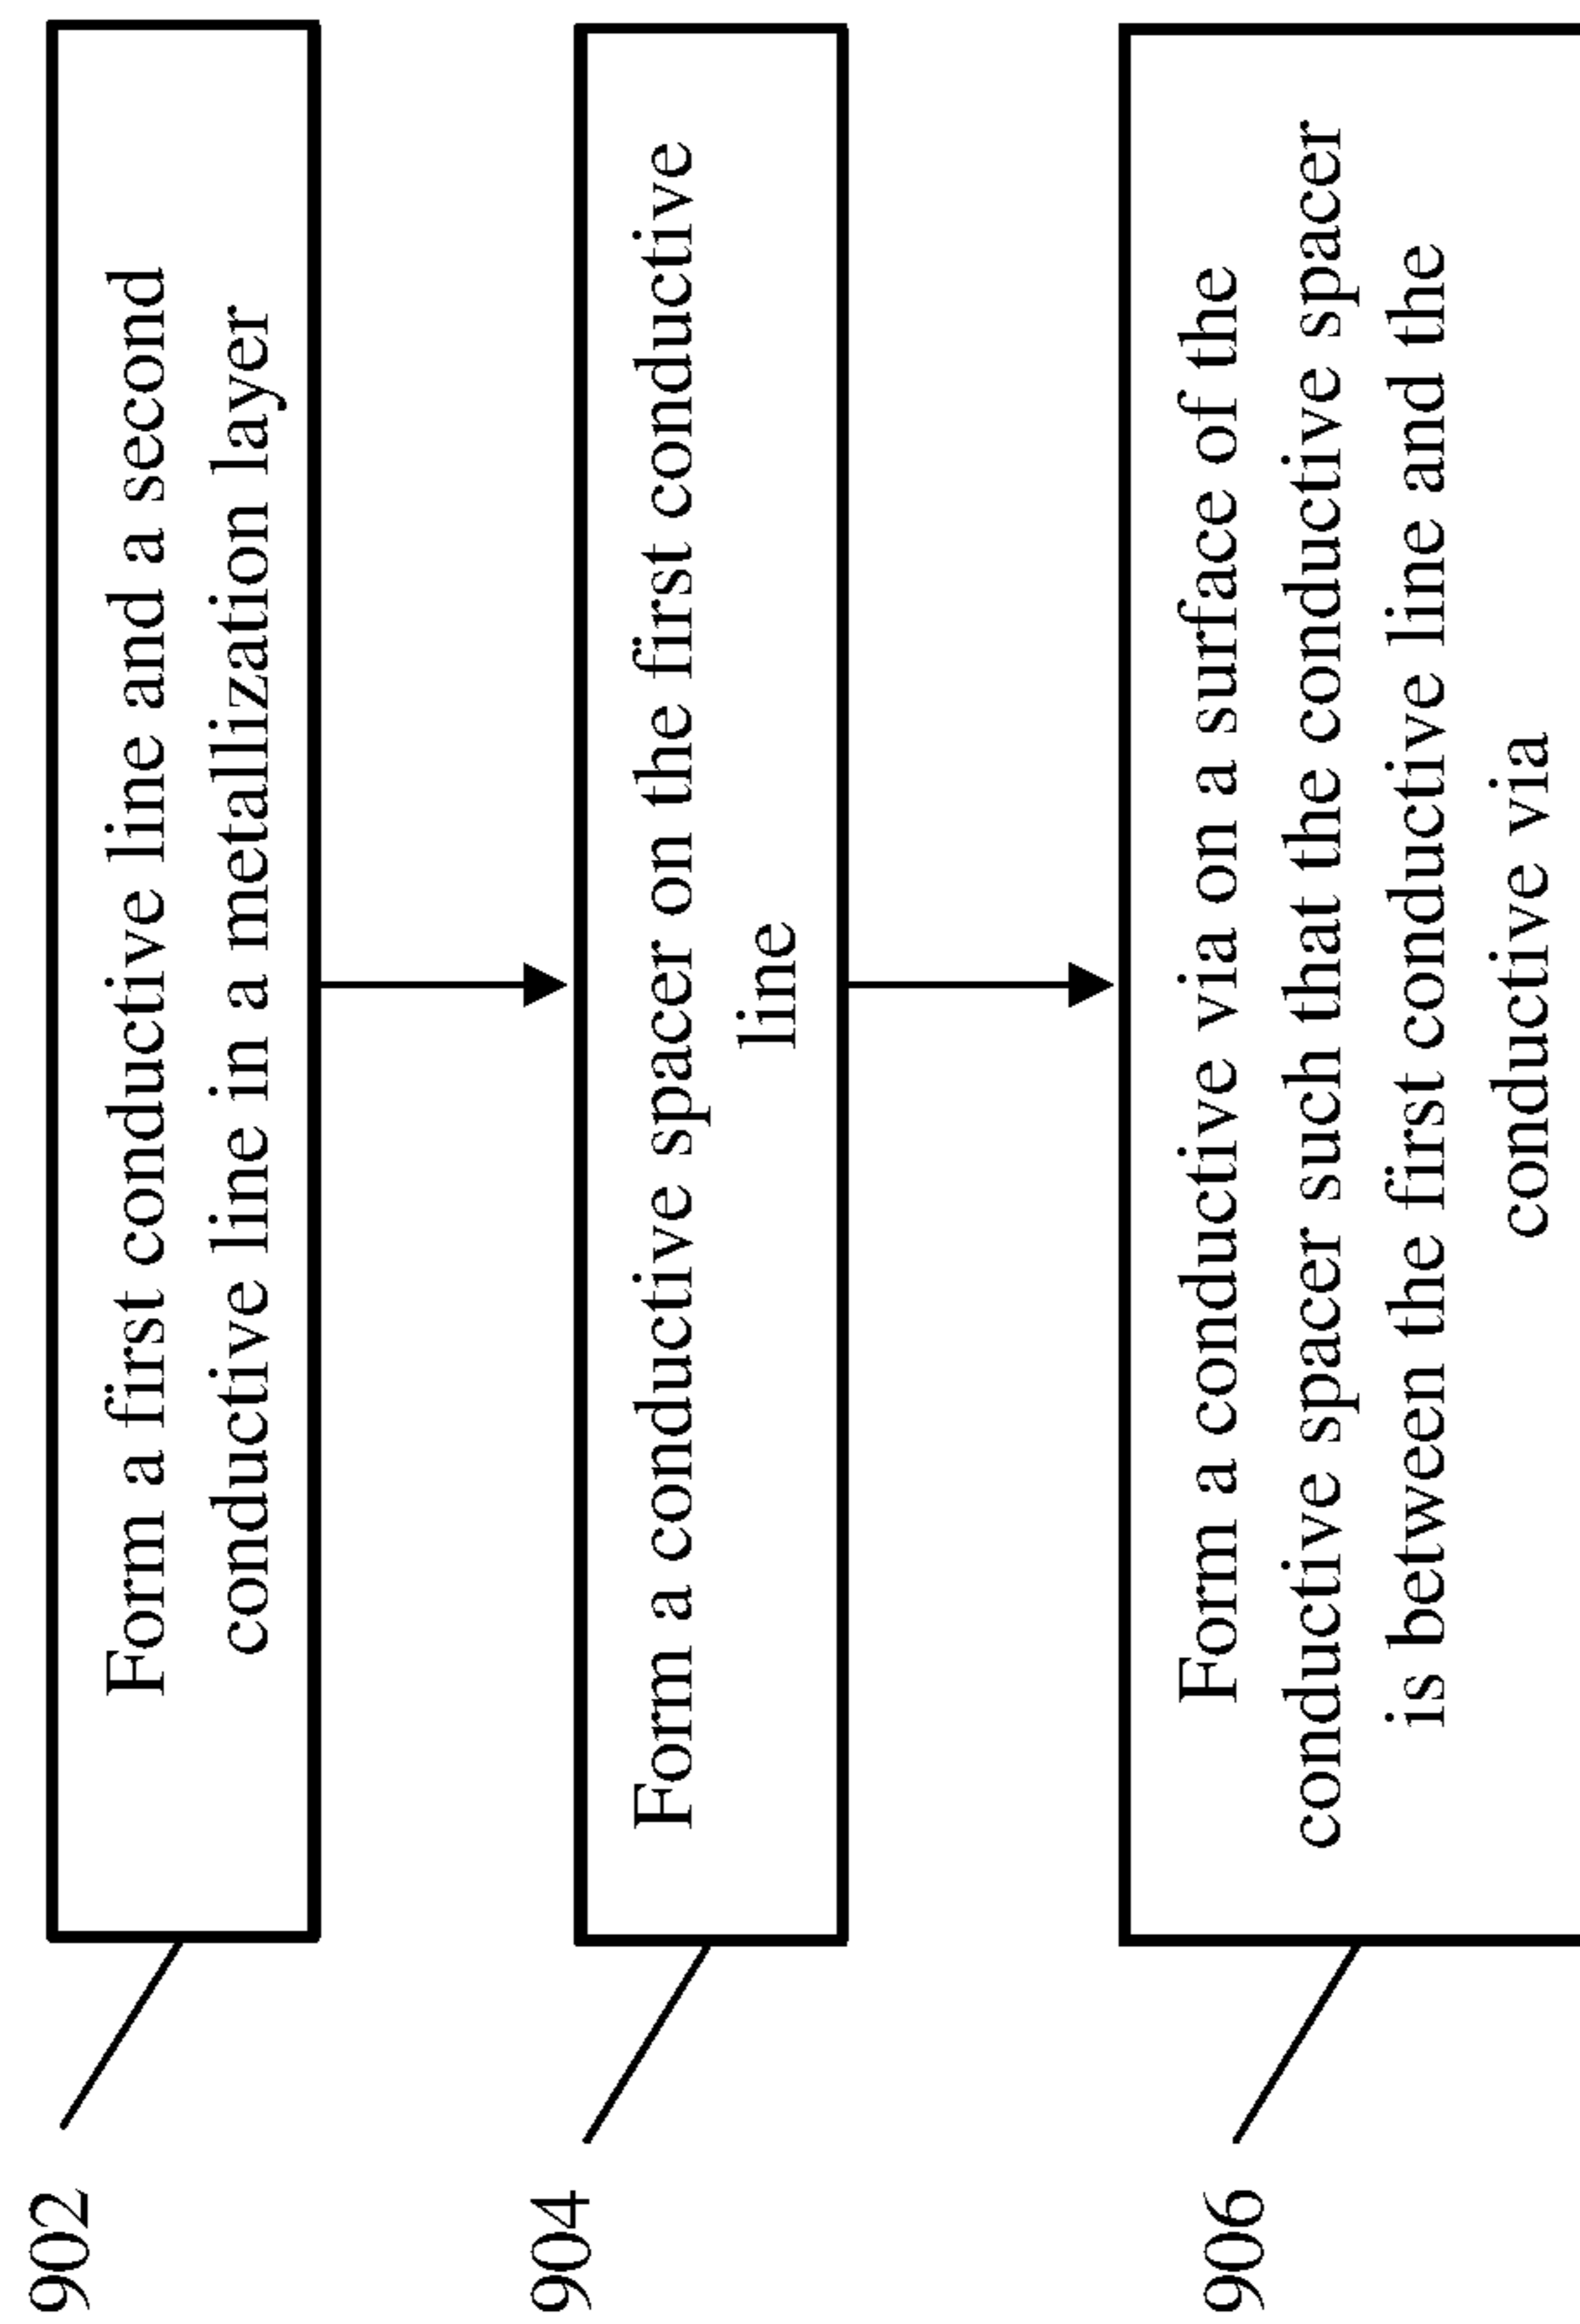 902
Form a first conductive line and a second
conductive line in a metallization layer
904
Form a conductive spacer on the first conductive
line
906
Form a conductive via on a surface of the
conductive spacer such that the conductive spacer
is between the first conductive line and the
conductive via